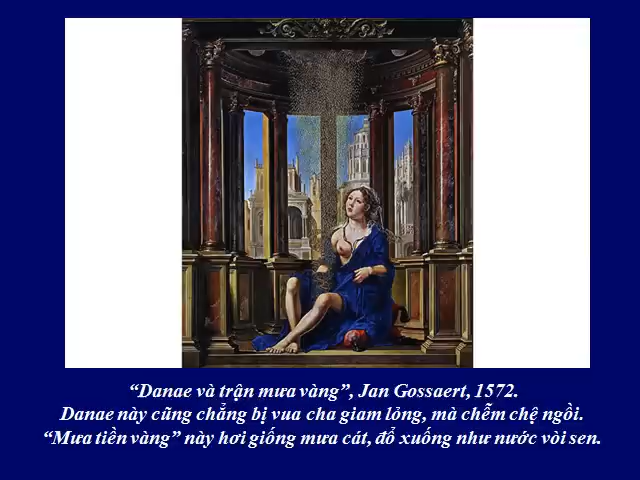 “Danae và trận mưa vàng”, Jan Gossaert, 1572.
Danae này cũng chẳng bị vua cha giam lỏng, mà chễm chệ ngồi.
“Mưa tiền vàng” này hơi giống mưa cát, đổ xuống như nước vòi sen.